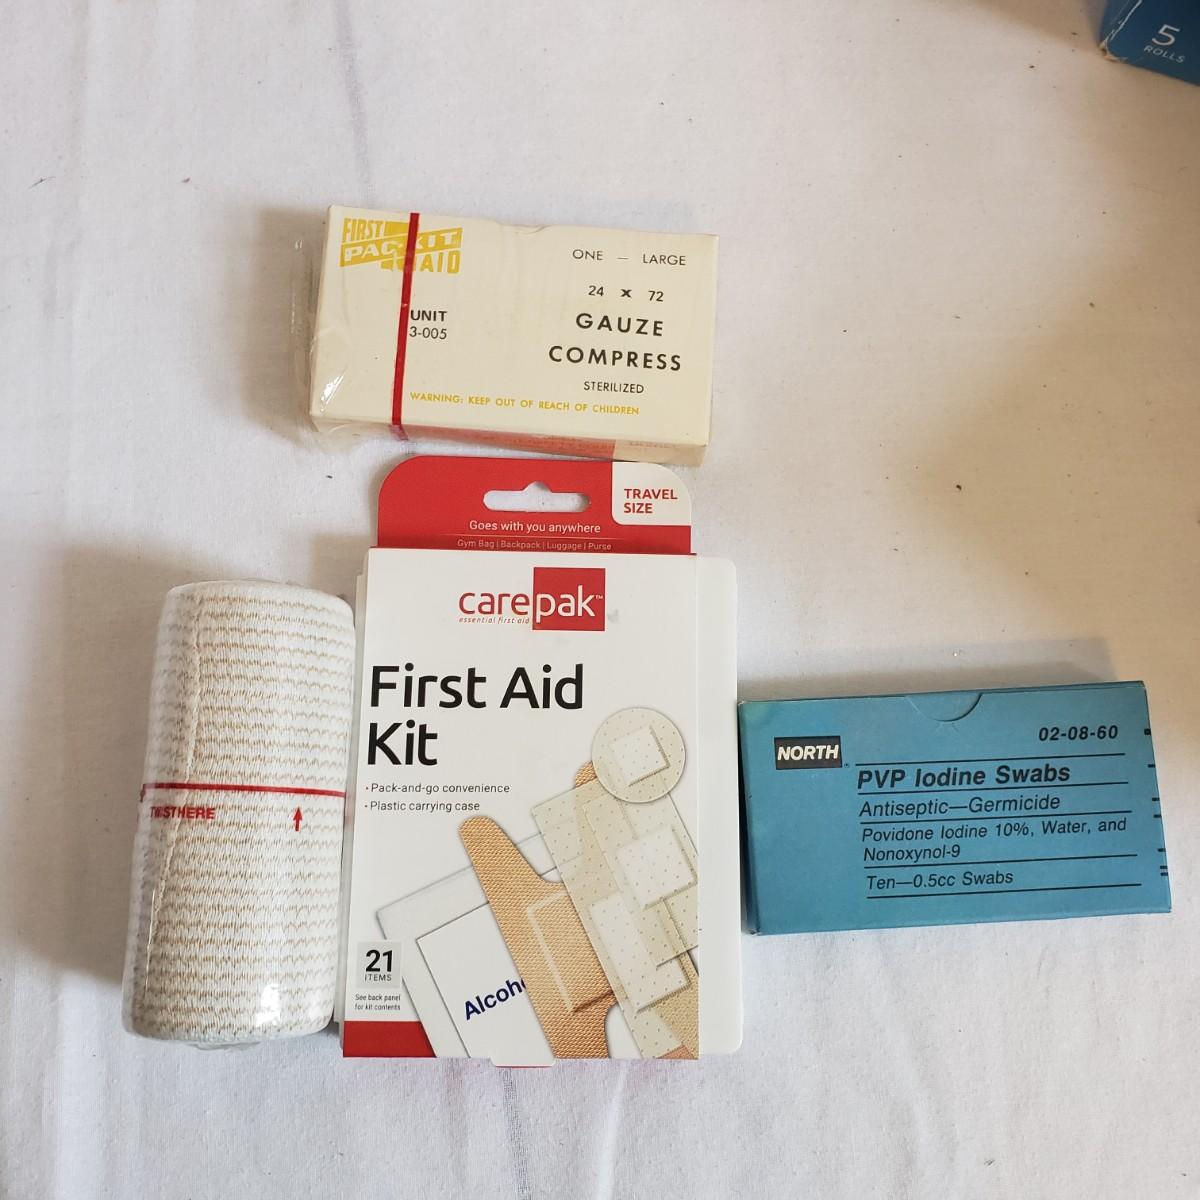 5
ROLLS
FIRST
PAC-KIT
AID
UNIT
3-005
ONE — LARGE
24 x 72
GAUZE
COMPRESS
STERILIZED
WARNING: KEEP OUT OF REACH OF CHILDREN
TRAVEL
SIZE
Goes with you anywhere
Gym Bag | Backpack | Luggage | Purse
carepak™
essential first aid
First Aid
Kit
• Pack-and-go convenience
• Plastic carrying case
21
ITEMS
See back panel
for kit contents
Alcoho
HERE
NORTH
02-08-60
PVP Iodine Swabs
Antiseptic—Germicide
Povidone Iodine 10%, Water, and
Nonoxynol-9
Ten—0.5cc Swabs